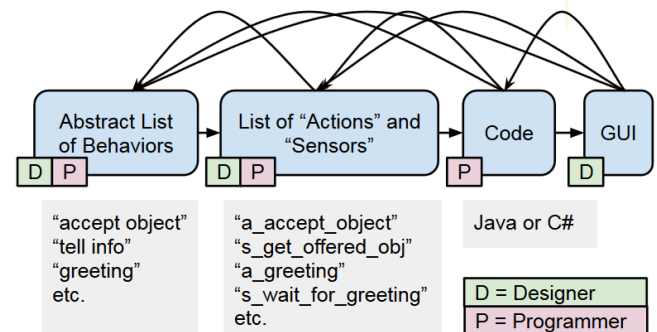 Abstract List
of Behaviors
D P
List of “Actions” and
“Sensors”
D P
Code
P
GUI
D
“accept object”
“tell info”
“greeting”
etc.
“a_accept_object”
“s_get_offered_obj”
“a_greeting”
“s_wait_for_greeting”
etc.
Java or C#
D = Designer
P = Programmer